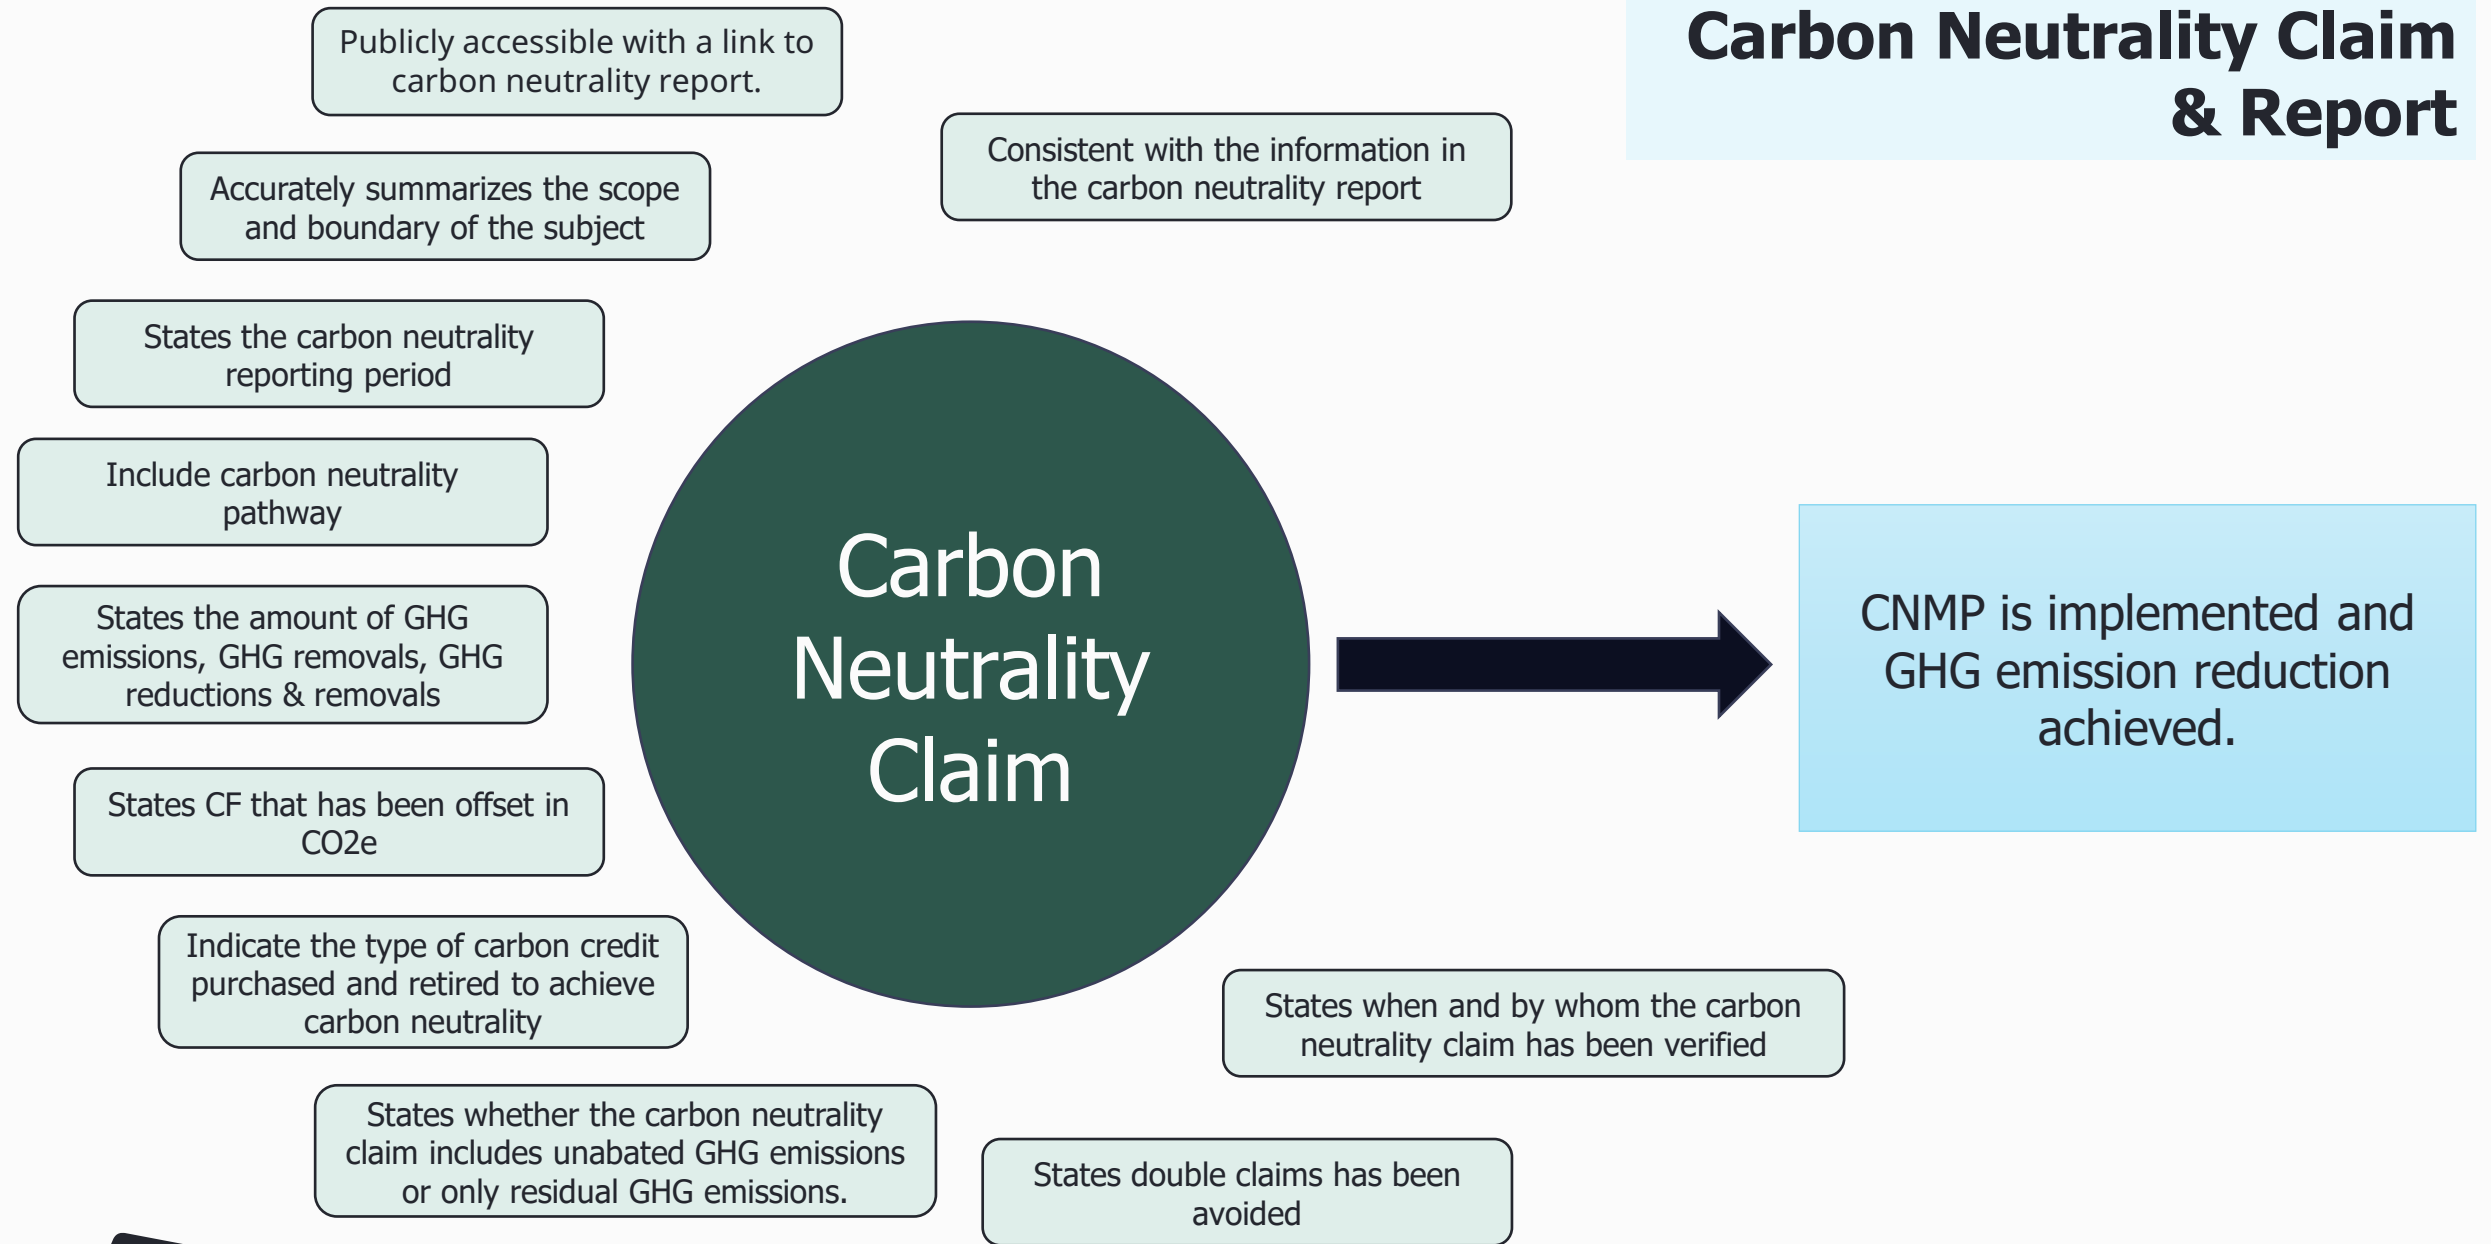 Carbon Neutrality Claim
& Report
Publicly accessible with a link to
carbon neutrality report.
Consistent with the information in
the carbon neutrality report
Accurately summarizes the scope
and boundary of the subject
States the carbon neutrality
reporting period
Include carbon neutrality
pathway
States the amount of GHG
emissions, GHG removals, GHG
reductions & removals
States CF that has been offset in
CO2e
Indicate the type of carbon credit
purchased and retired to achieve
carbon neutrality
States whether the carbon neutrality
claim includes unabated GHG emissions
or only residual GHG emissions.
States double claims has been
avoided
States when and by whom the carbon
neutrality claim has been verified
Carbon
Neutrality
Claim
CNMP is implemented and
GHG emission reduction
achieved.